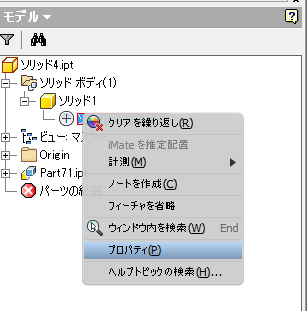 モデル
ソリッド4.ipt
ソリッド ボディ(1)
ソリッド1
クリアを繰り返し(R)
iMate を推定配置
ビュー: マスタ
計測(M)
Origin
ノートを作成(C)
Part71.ip
フィーチャを省略
パーツの終端
ウィンドウ内を検索(W) End
プロパティ(P)
ヘルプトピックの検索(H)...